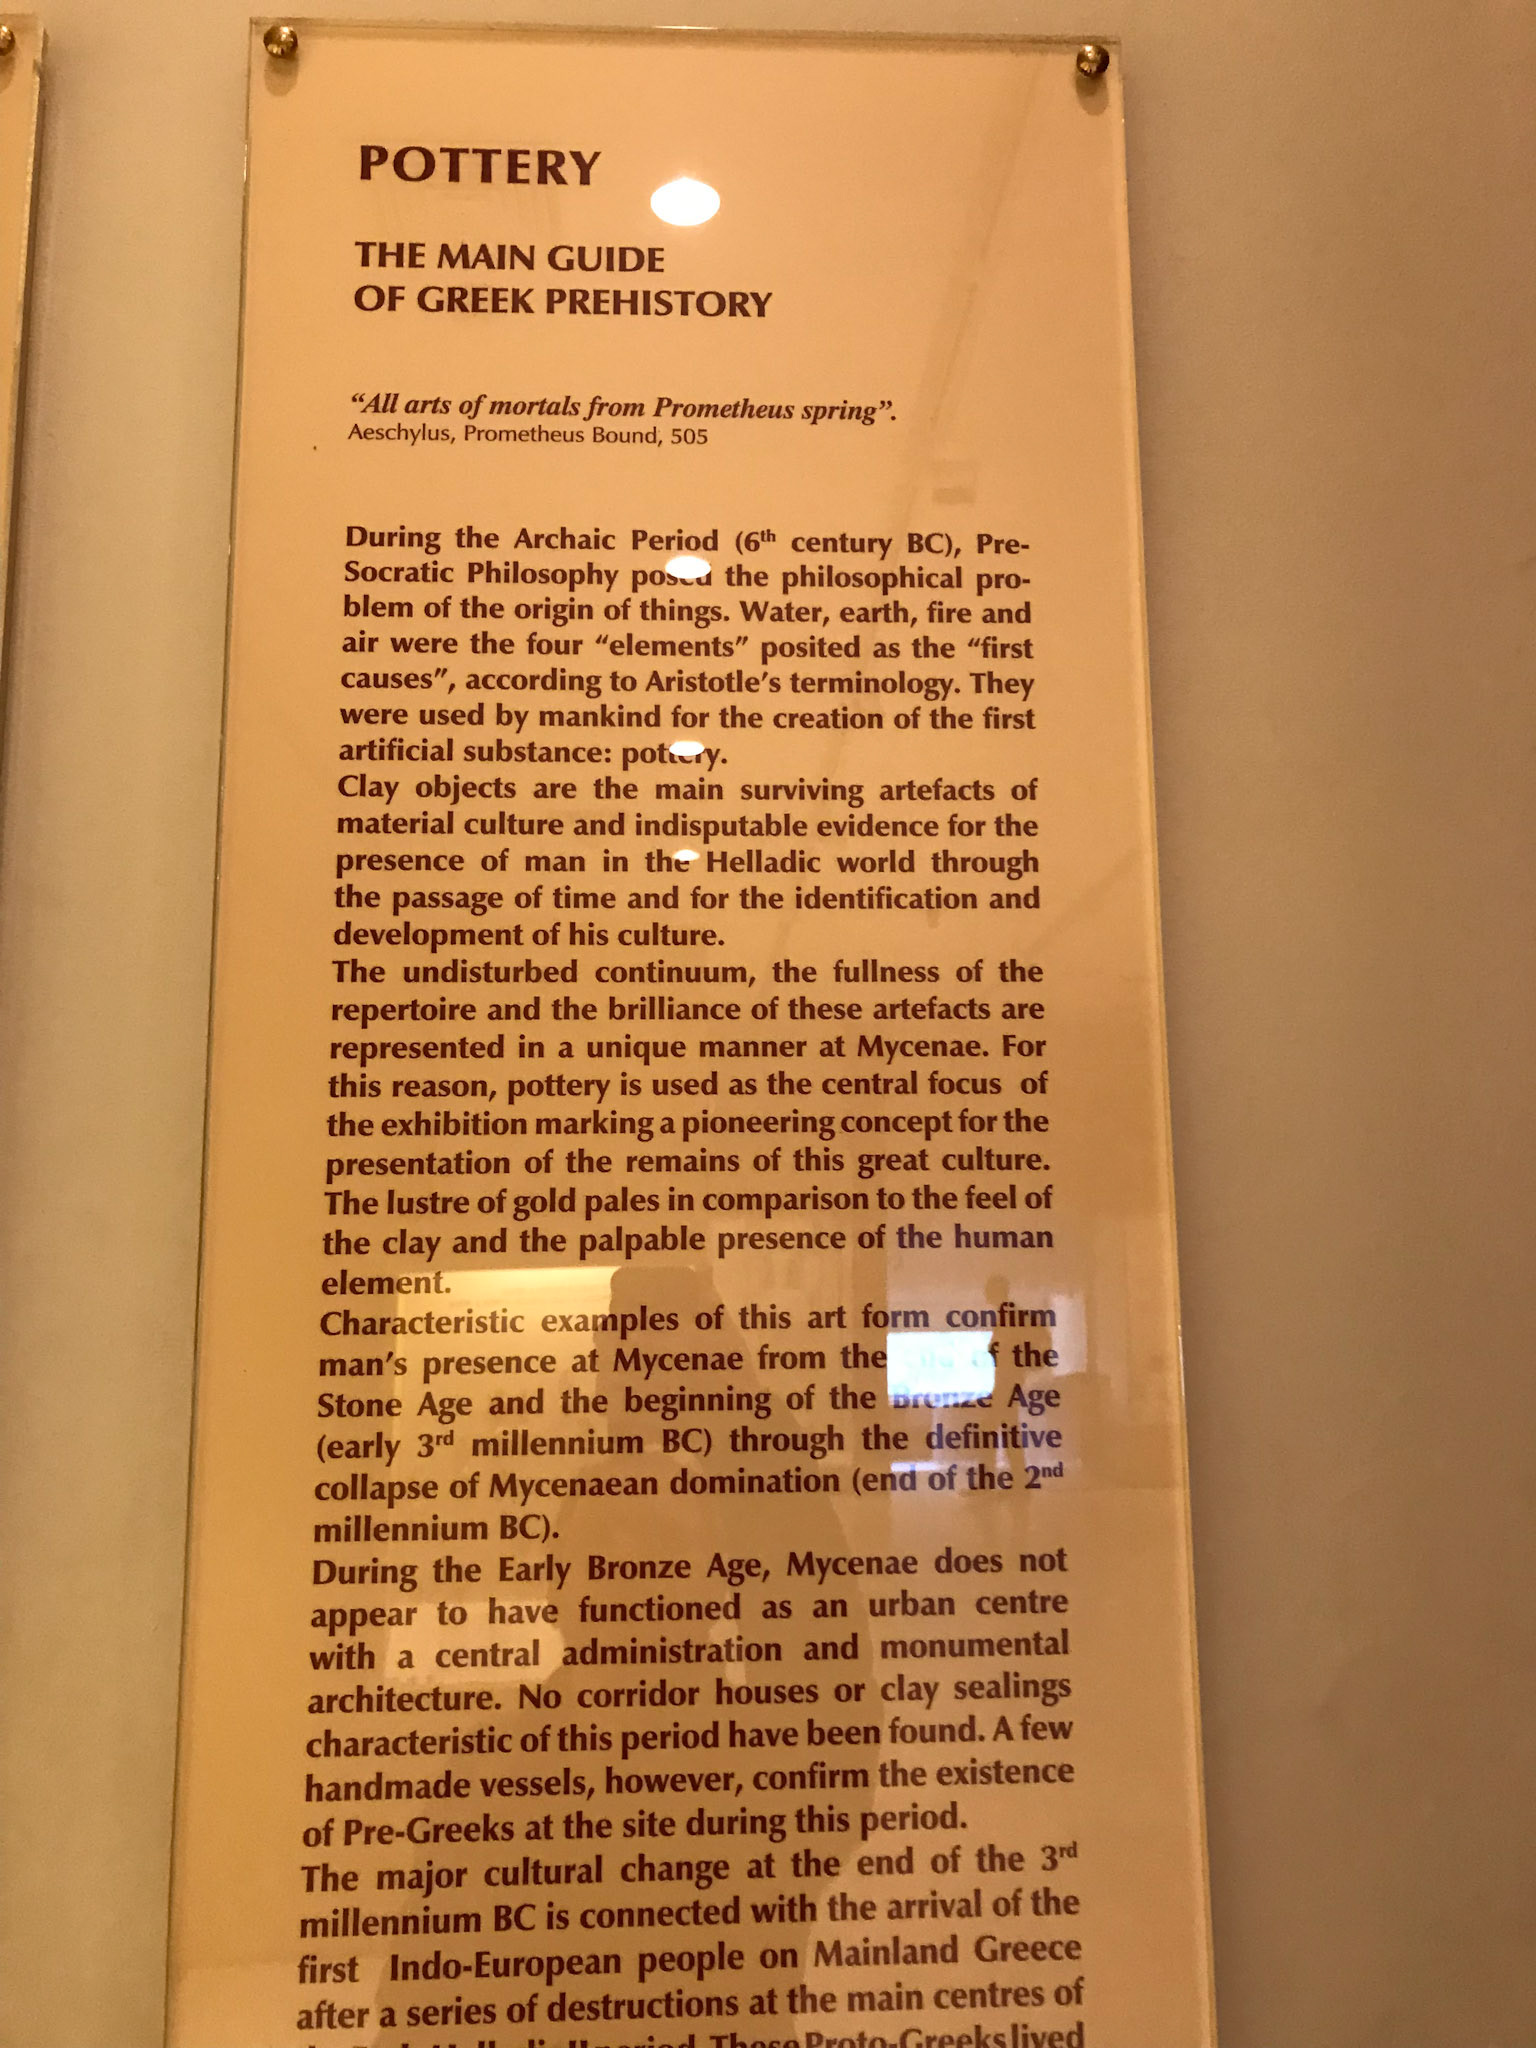 POTTERY
THE MAIN GUIDE
OF GREEK PREHISTORY
“All arts of mortals from Prometheus spring”.
Aeschylus, Prometheus Bound, 505
During the Archaic Period (6th century BC), Pre-
Socratic Philosophy posed the philosophical pro-
blem of the origin of things. Water, earth, fire and
air were the four “elements” posited as the “first
causes”, according to Aristotle’s terminology. They
were used by mankind for the creation of the first
artificial substance: pottery.
Clay objects are the main surviving artefacts of
material culture and indisputable evidence for the
presence of man in the Helladic world through
the passage of time and for the identification and
development of his culture.
The undisturbed continuum, the fullness of the
repertoire and the brilliance of these artefacts are
represented in a unique manner at Mycenae. For
this reason, pottery is used as the central focus of
the exhibition marking a pioneering concept for the
presentation of the remains of this great culture.
The lustre of gold pales in comparison to the feel of
the clay and the palpable presence of the human
element.
Characteristic examples of this art form confirm
man’s presence at Mycenae from the of the
Stone Age and the beginning of the Bronze Age
(early 3rd millennium BC) through the definitive
collapse of Mycenaean domination (end of the 2nd
millennium BC).
During the Early Bronze Age, Mycenae does not
appear to have functioned as an urban centre
with a central administration and monumental
architecture. No corridor houses or clay sealings
characteristic of this period have been found. A few
handmade vessels, however, confirm the existence
of Pre-Greeks at the site during this period.
The major cultural change at the end of the 3rd
millennium BC is connected with the arrival of the
first Indo-European people on Mainland Greece
after a series of destructions at the main centres of
period. These Proto-Greeks lived